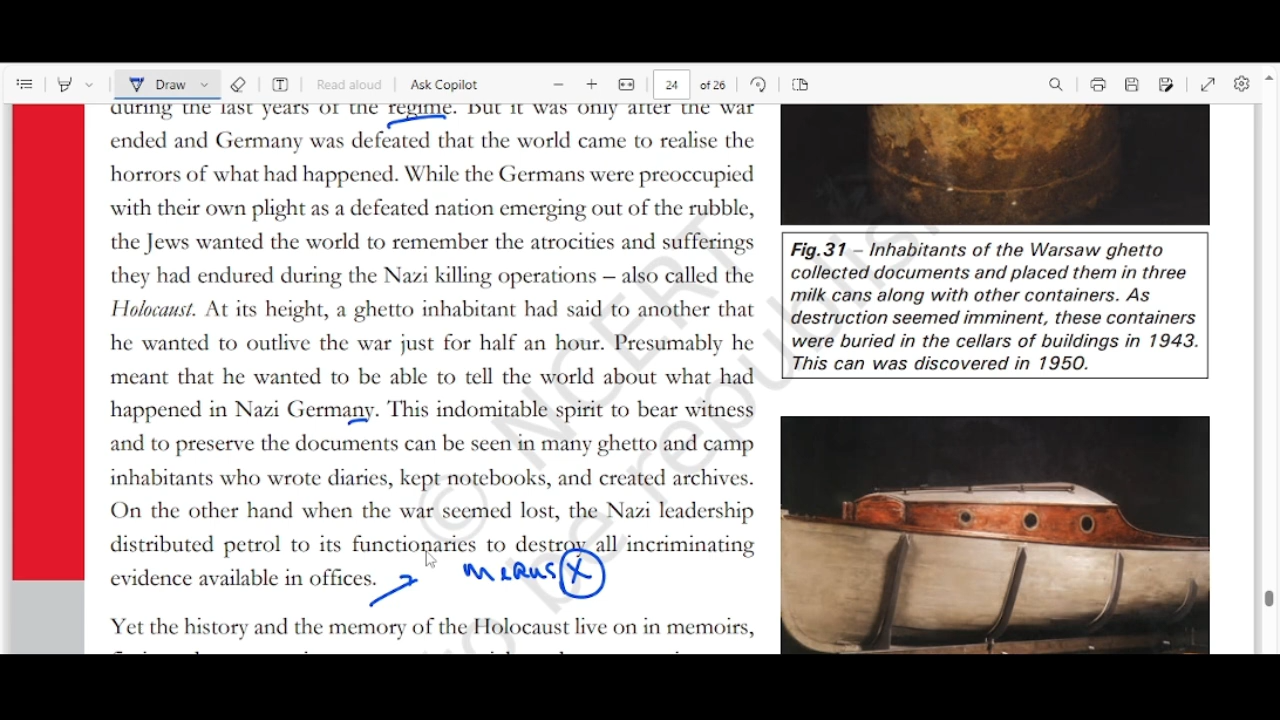 Draw
Read aloud
Ask Copilot
24
of 26
during the last years of the regime. But it was only after the war
ended and Germany was defeated that the world came to realise the
horrors of what had happened. While the Germans were preoccupied
with their own plight as a defeated nation emerging out of the rubble,
the Jews wanted the world to remember the atrocities and sufferings
they had endured during the Nazi killing operations – also called the
Holocaust. At its height, a ghetto inhabitant had said to another that
he wanted to outlive the war just for half an hour. Presumably he
meant that he wanted to be able to tell the world about what had
happened in Nazi Germany. This indomitable spirit to bear witness
and to preserve the documents can be seen in many ghetto and camp
inhabitants who wrote diaries, kept notebooks, and created archives.
On the other hand when the war seemed lost, the Nazi leadership
distributed petrol to its functionaries to destroy all incriminating
evidence available in offices.
X
Yet the history and the memory of the Holocaust live on in memoirs,
Fig.31 – Inhabitants of the Warsaw ghetto
collected documents and placed them in three
milk cans along with other containers. As
destruction seemed imminent, these containers
were buried in the cellars of buildings in 1943.
This can was discovered in 1950.
© NCERT
be republish